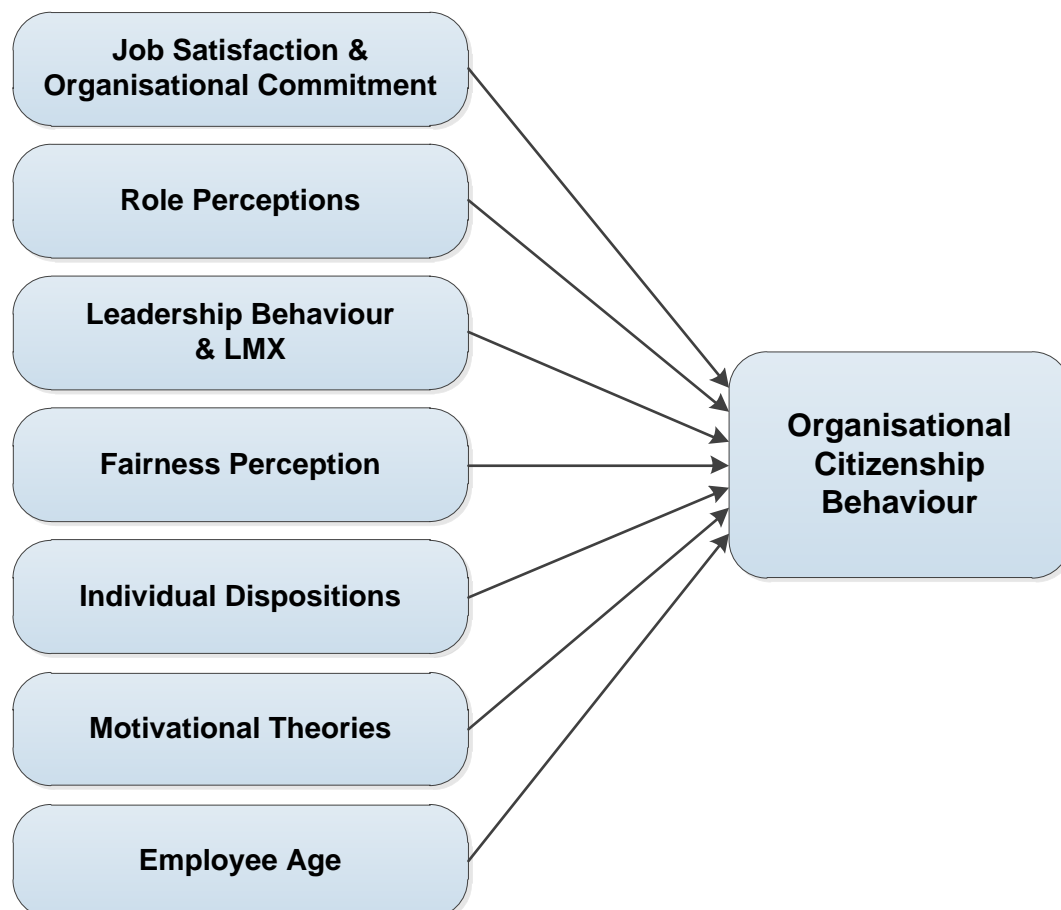 Job Satisfaction &
Organisational Commitment
Role Perceptions
Leadership Behaviour
& LMX
Fairness Perception
Individual Dispositions
Motivational Theories
Employee Age
Organisational
Citizenship
Behaviour